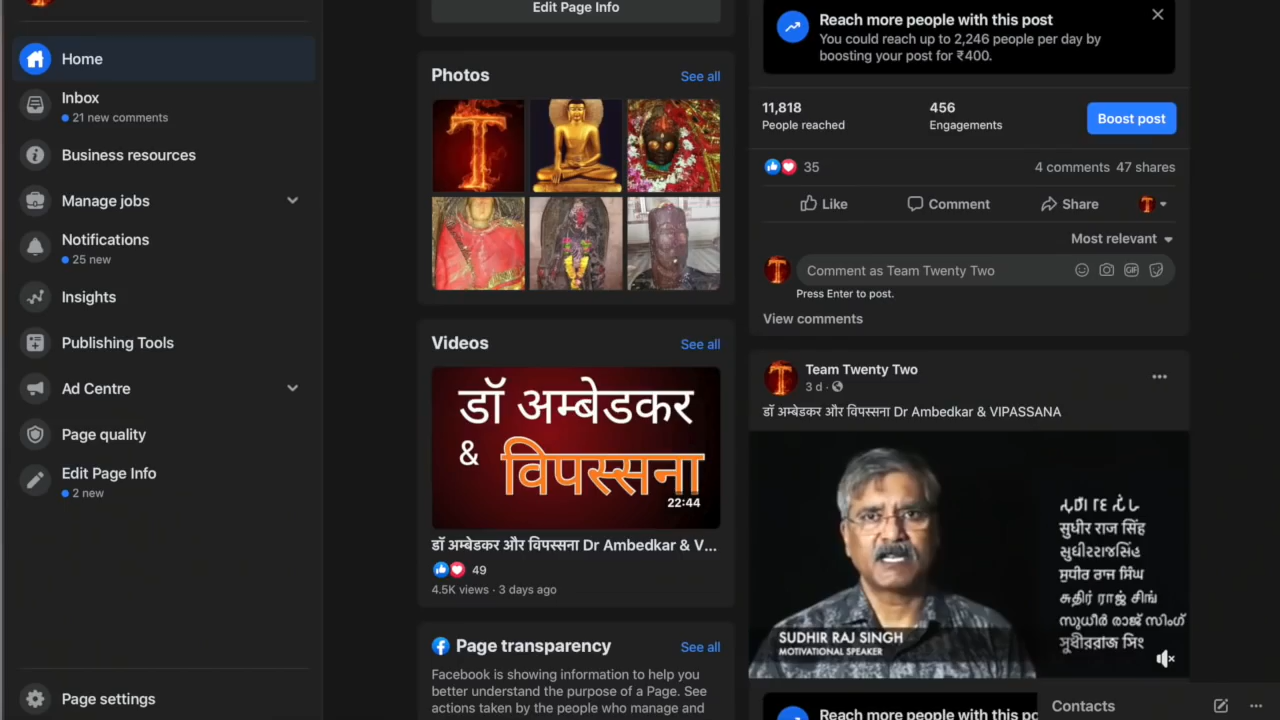 Home
Inbox
21 new comments
Business resources
Manage jobs
Notifications
25 new
Insights
Publishing Tools
Ad Centre
Page quality
Edit Page Info
2 new
Page settings
Edit Page Info
Photos
See all
T
Videos
See all
डॉ अम्बेडकर
&
विपस्सना
22:44
डॉ अम्बेडकर और विपस्सना Dr Ambedkar & V...
49
4.5K views · 3 days ago
Page transparency
See all
Facebook is showing information to help you
better understand the purpose of a Page. See
actions taken by the people who manage and
Reach more people with this post
You could reach up to 2,246 people per day by
boosting your post for ₹400.
11,818
People reached
456
Engagements
Boost post
35
4 comments 47 shares
Like
Comment
Share
Most relevant
Comment as Team Twenty Two
GIF
Press Enter to post.
View comments
Team Twenty Two
3 d ·
डॉ अम्बेडकर और विपस्सना Dr Ambedkar & VIPASSANA
सुधीर राज सिंह
સુધીરરાજસિંહ
ਸੁਧੀਰ ਰਾਜ ਸਿੰਘ
சுதிர் ராஜ் சிங்
സുധീർ രാജ് സിംഗ്
SUDHIR RAJ SINGH
MOTIVATIONAL SPEAKER
Reach more people with this po
Contacts